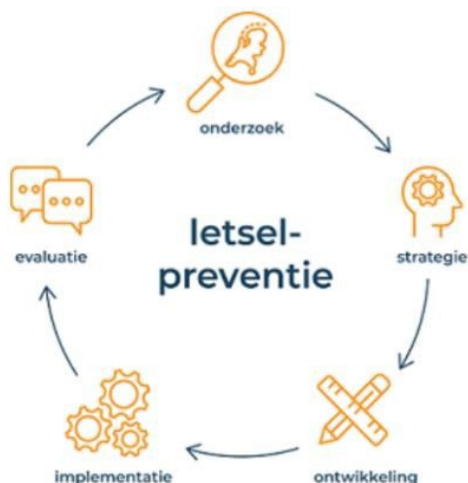 onderzoek
strategie
ontwikkeling
implementatie
evaluatie
letsel-
preventie